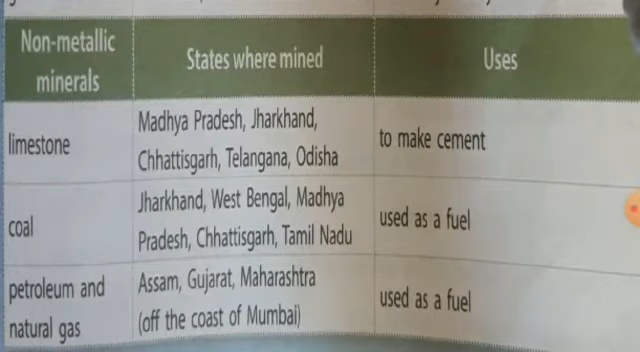 Non-metallic
minerals
States where mined
Uses
limestone
Madhya Pradesh, Jharkhand,
Chhattisgarh, Telangana, Odisha
to make cement
coal
Jharkhand, West Bengal, Madhya
Pradesh, Chhattisgarh, Tamil Nadu
used as a fuel
petroleum and
natural gas
Assam, Gujarat, Maharashtra
(off the coast of Mumbai)
used as a fuel